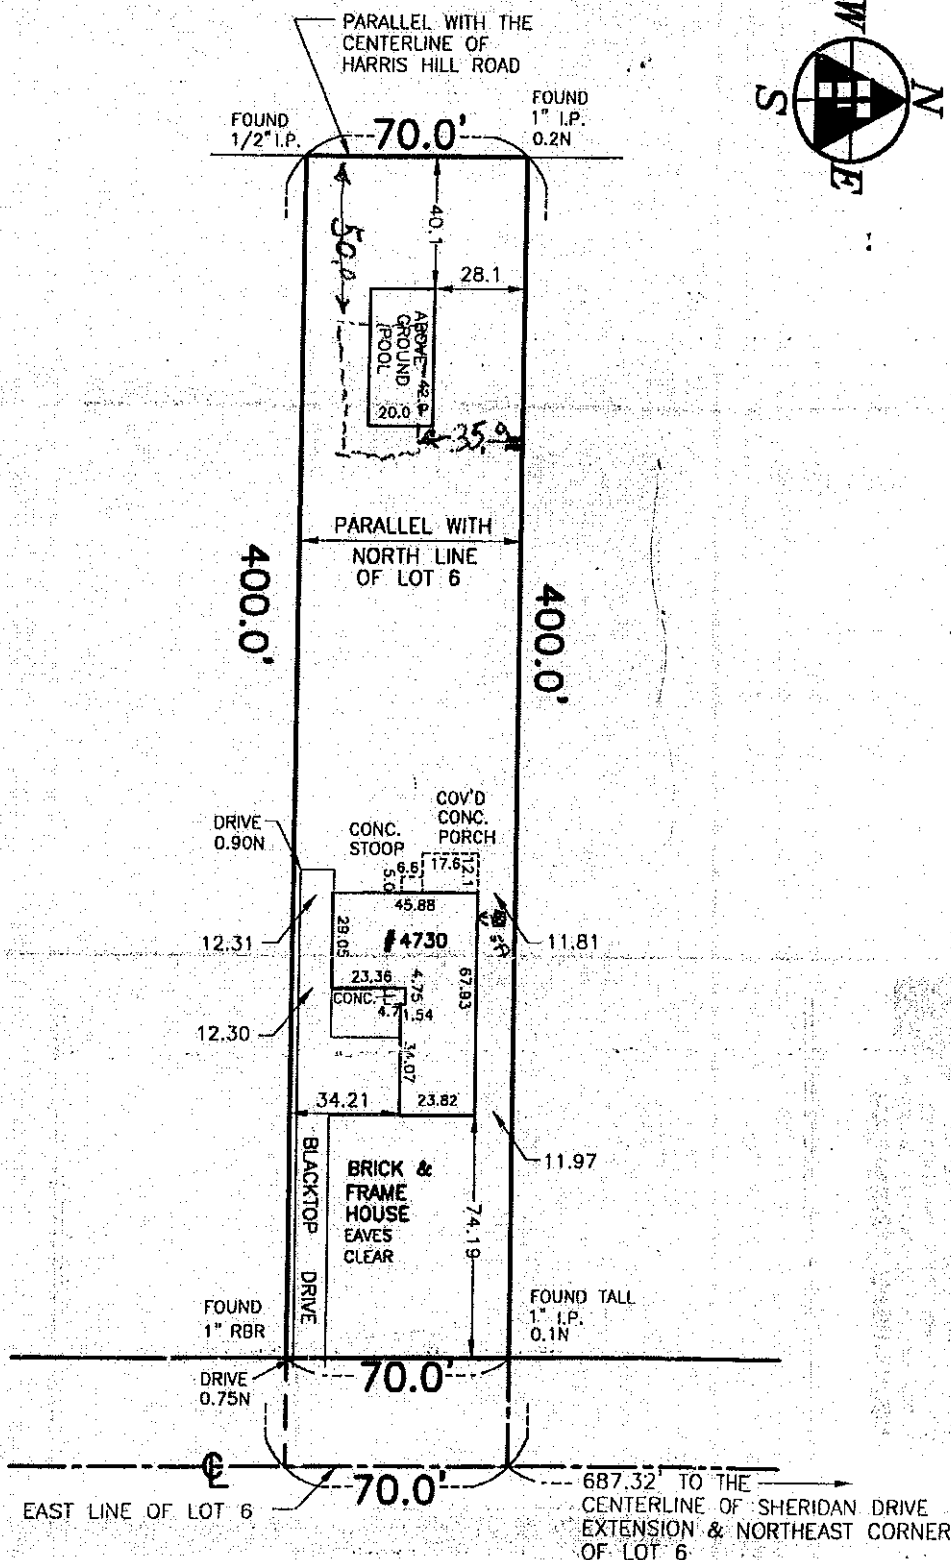 PARALLEL WITH THE
CENTERLINE OF
HARRIS HILL ROAD
W
N
S
E
FOUND
1/2" I.P.
70.0'
FOUND
1" I.P.
0.2N
40.1
50.0
28.1
ABOVE
GROUND
POOL
42.0
20.0
35.9
PARALLEL WITH
NORTH LINE
OF LOT 6
400.0'
400.0'
DRIVE
0.90N
CONC.
STOOP
COV'D
CONC.
PORCH
6.6
17.6
5.0
12.1
45.88
12.31
29.05
#4730
11.81
67.93
23.36
4.75
CONC.
4.7
1.54
12.30
34.07
34.21
23.82
11.97
BLACKTOP DRIVE
BRICK &
FRAME
HOUSE
EAVES
CLEAR
74.19
FOUND
1" RBR
FOUND TALL
1" I.P.
0.1N
DRIVE
0.75N
70.0'
℄
EAST LINE OF LOT 6
70.0'
687.32' TO THE
CENTERLINE OF SHERIDAN DRIVE
EXTENSION & NORTHEAST CORNER
OF LOT 6